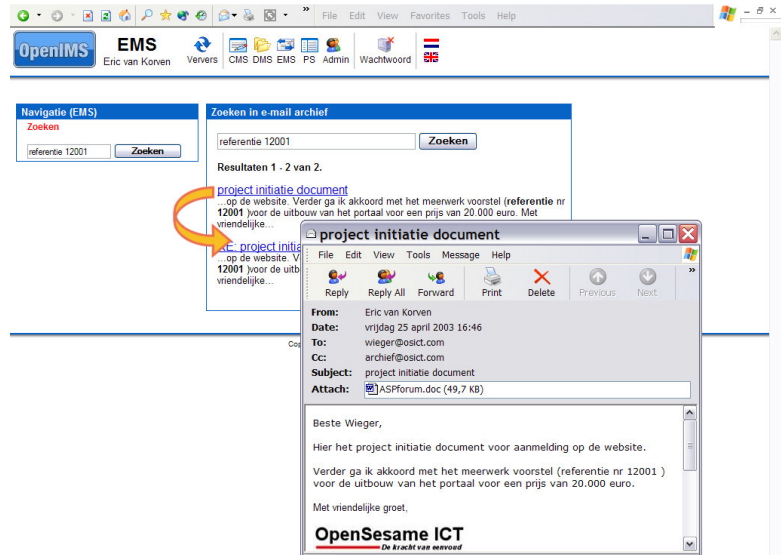 File Edit View Favorites Tools Help
OpenIMS
EMS
Eric van Korven
Ververs
CMS DMS EMS PS Admin
Wachtwoord
Navigatie (EMS)
Zoeken
referentie 12001
Zoeken
Zoeken in e-mail archief
referentie 12001
Zoeken
Resultaten 1 - 2 van 2.
project initiatie document
...op de website. Verder ga ik akkoord met het meerwerk voorstel (referentie nr
12001 )voor de uitbouw van het portaal voor een prijs van 20.000 euro. Met
vriendelijke...
RE: project initia
...op de website. V
12001 )voor de uitb
vriendelijke...
Cop
project initiatie document
File Edit View Tools Message Help
Reply Reply All Forward Print Delete Previous Next
From: Eric van Korven
Date: vrijdag 25 april 2003 16:46
To: wieger@osict.com
Cc: archief@osict.com
Subject: project initiatie document
Attach: ASPforum.doc (49,7 KB)
Beste Wieger,
Hier het project initiatie document voor aanmelding op de website.
Verder ga ik akkoord met het meerwerk voorstel (referentie nr 12001 )
voor de uitbouw van het portaal voor een prijs van 20.000 euro.
Met vriendelijke groet,
OpenSesame ICT
De kracht van eenvoud